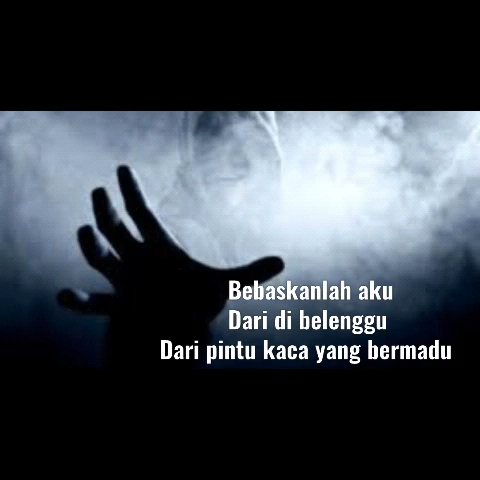 Bebaskanlah aku
Dari di belenggu
Dari pintu kaca yang bermadu